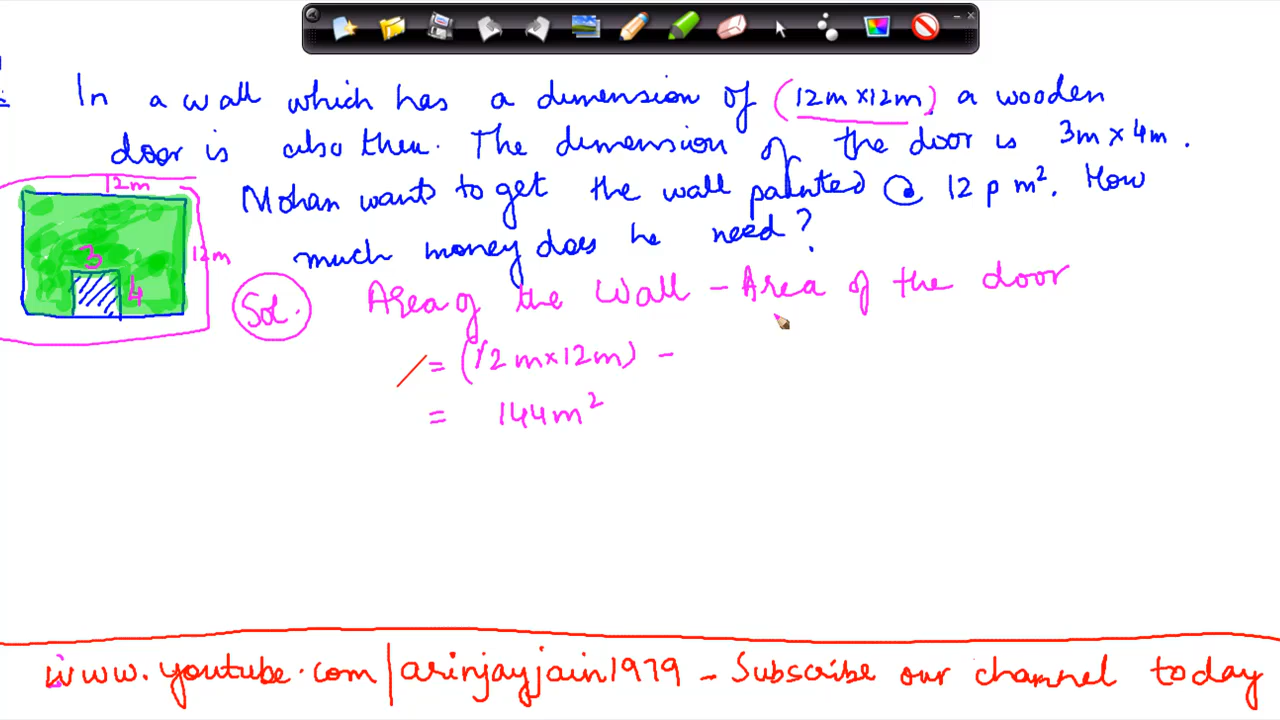 In a wall which has a dimension of (12m x 12m) a wooden
door is also then. The dimension of the door is 3m x 4m.
12m
Mohan wants to get the wall painted @ 12 p m². How
much money does he need?
12m
3
4
Sol.
Area of the Wall - Area of the door
= (12m x 12m) -
= 144m²
www.youtube.com/arinjayjain1979 - Subscribe our channel today